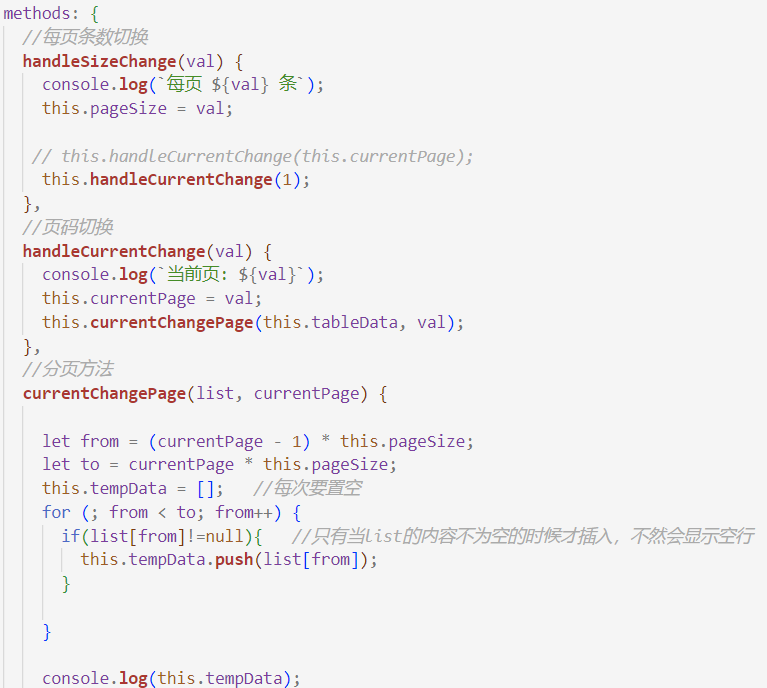 methods: {
//每页条数切换
handleSizeChange(val) {
console.log(`每页 ${val} 条`);
this.pageSize = val;
// this.handleCurrentChange(this.currentPage);
this.handleCurrentChange(1);
},
//页码切换
handleCurrentChange(val) {
console.log(`当前页: ${val}`);
this.currentPage = val;
this.currentChangePage(this.tableData, val);
},
//分页方法
currentChangePage(list, currentPage) {
let from = (currentPage - 1) * this.pageSize;
let to = currentPage * this.pageSize;
this.tempData = []; //每次要置空
for (; from < to; from++) {
if(list[from]!=null){ //只有当list的内容不为空的时候才插入，不然会显示空行
this.tempData.push(list[from]);
}
}
console.log(this.tempData);